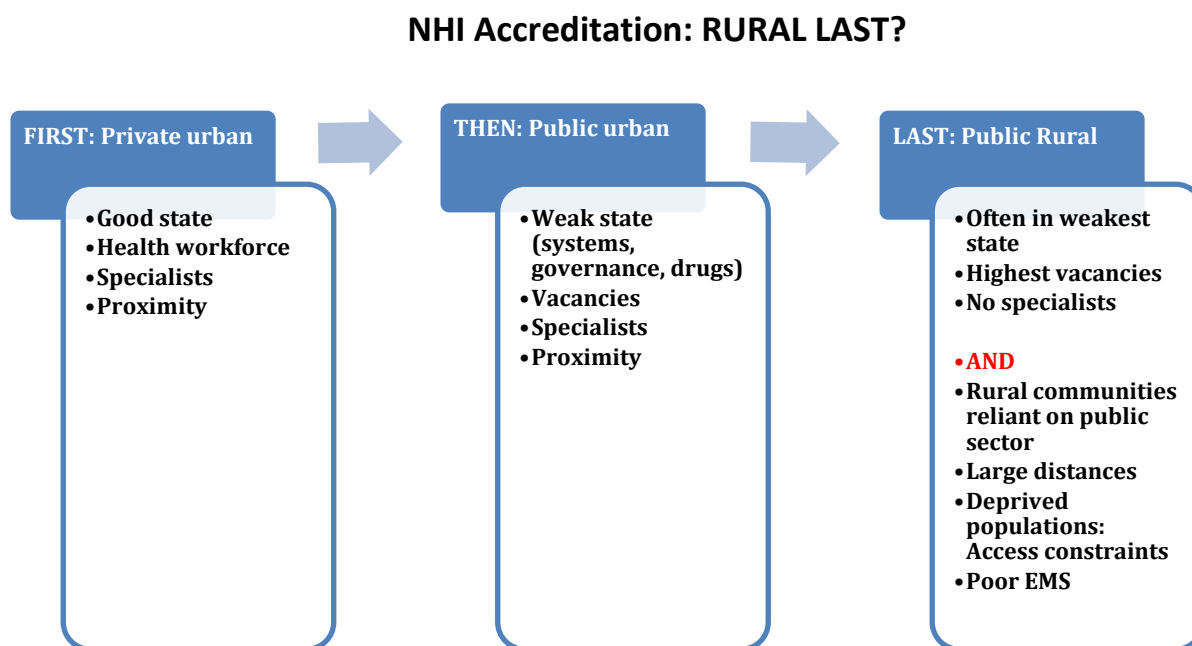 NHI Accreditation: RURAL LAST?
FIRST: Private urban
•Good state
•Health workforce
•Specialists
•Proximity
THEN: Public urban
•Weak state
(systems,
governance, drugs)
•Vacancies
•Specialists
•Proximity
LAST: Public Rural
•Often in weakest
state
•Highest vacancies
•No specialists
•AND
•Rural communities
reliant on public
sector
•Large distances
•Deprived
populations:
Access constraints
•Poor EMS